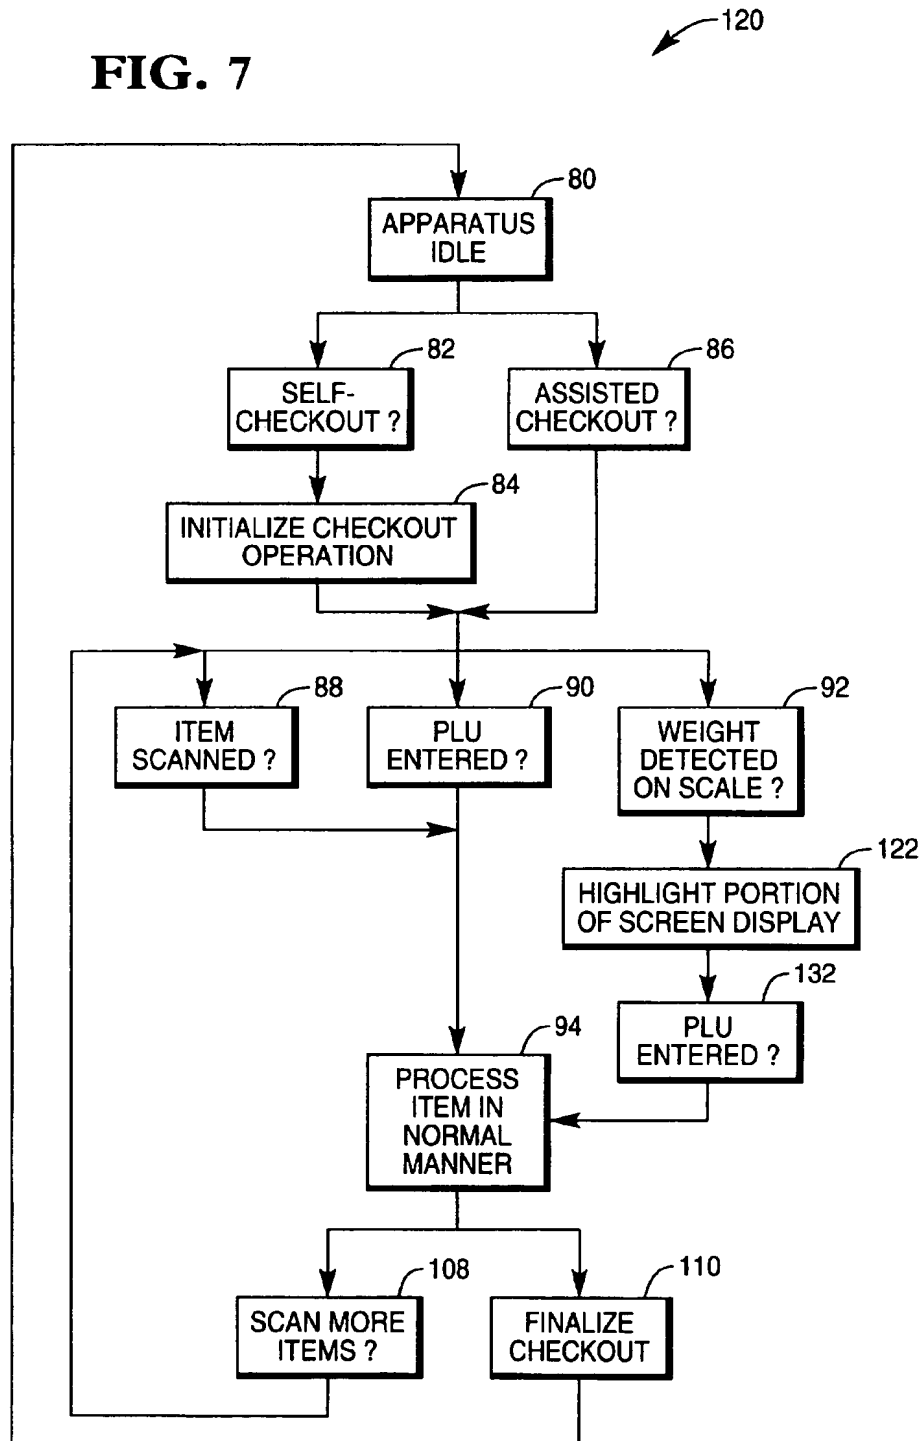 120
FIG. 7
80
APPARATUS
IDLE
82
SELF-
CHECKOUT ?
86
ASSISTED
CHECKOUT ?
84
INITIALIZE CHECKOUT
OPERATION
88
ITEM
SCANNED ?
90
PLU
ENTERED ?
92
WEIGHT
DETECTED
ON SCALE ?
122
HIGHLIGHT PORTION
OF SCREEN DISPLAY
132
PLU
ENTERED ?
94
PROCESS
ITEM IN
NORMAL
MANNER
108
SCAN MORE
ITEMS ?
110
FINALIZE
CHECKOUT